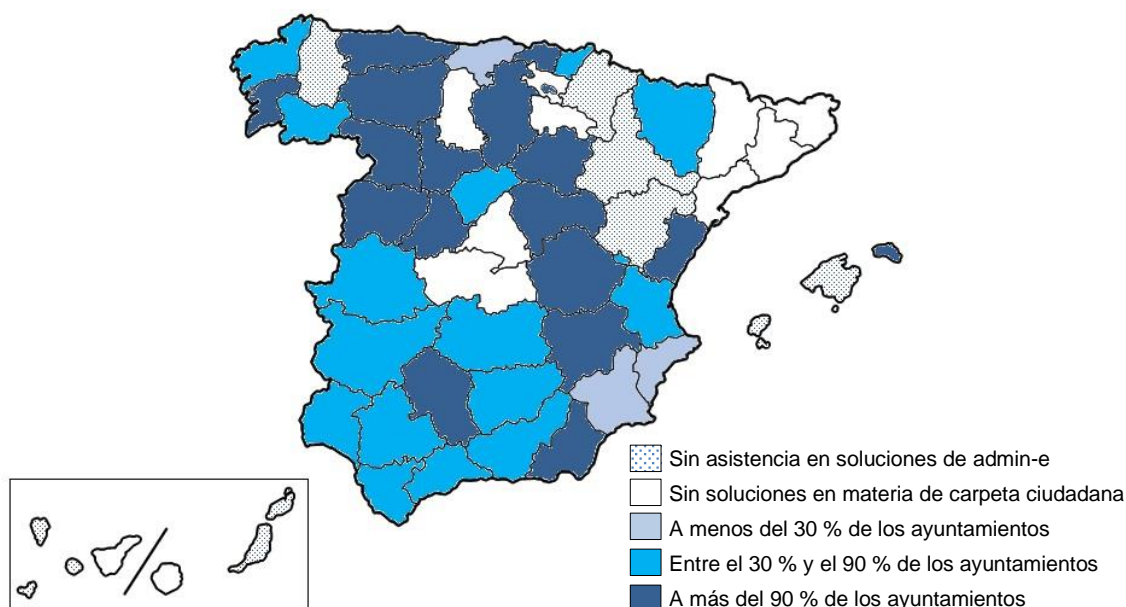 Sin asistencia en soluciones de admin-e
Sin soluciones en materia de carpeta ciudadana
A menos del 30 % de los ayuntamientos
Entre el 30 % y el 90 % de los ayuntamientos
A más del 90 % de los ayuntamientos